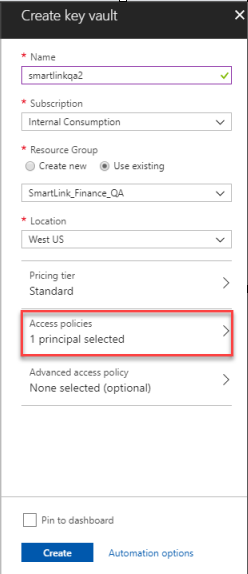 Create key vault
* Name
smartlinkqa2
* Subscription
Internal Consumption
* Resource Group
Create new Use existing
SmartLink_Finance_QA
* Location
West US
Pricing tier
Standard
Access policies
1 principal selected
Advanced access policy
None selected (optional)
Pin to dashboard
Create Automation options